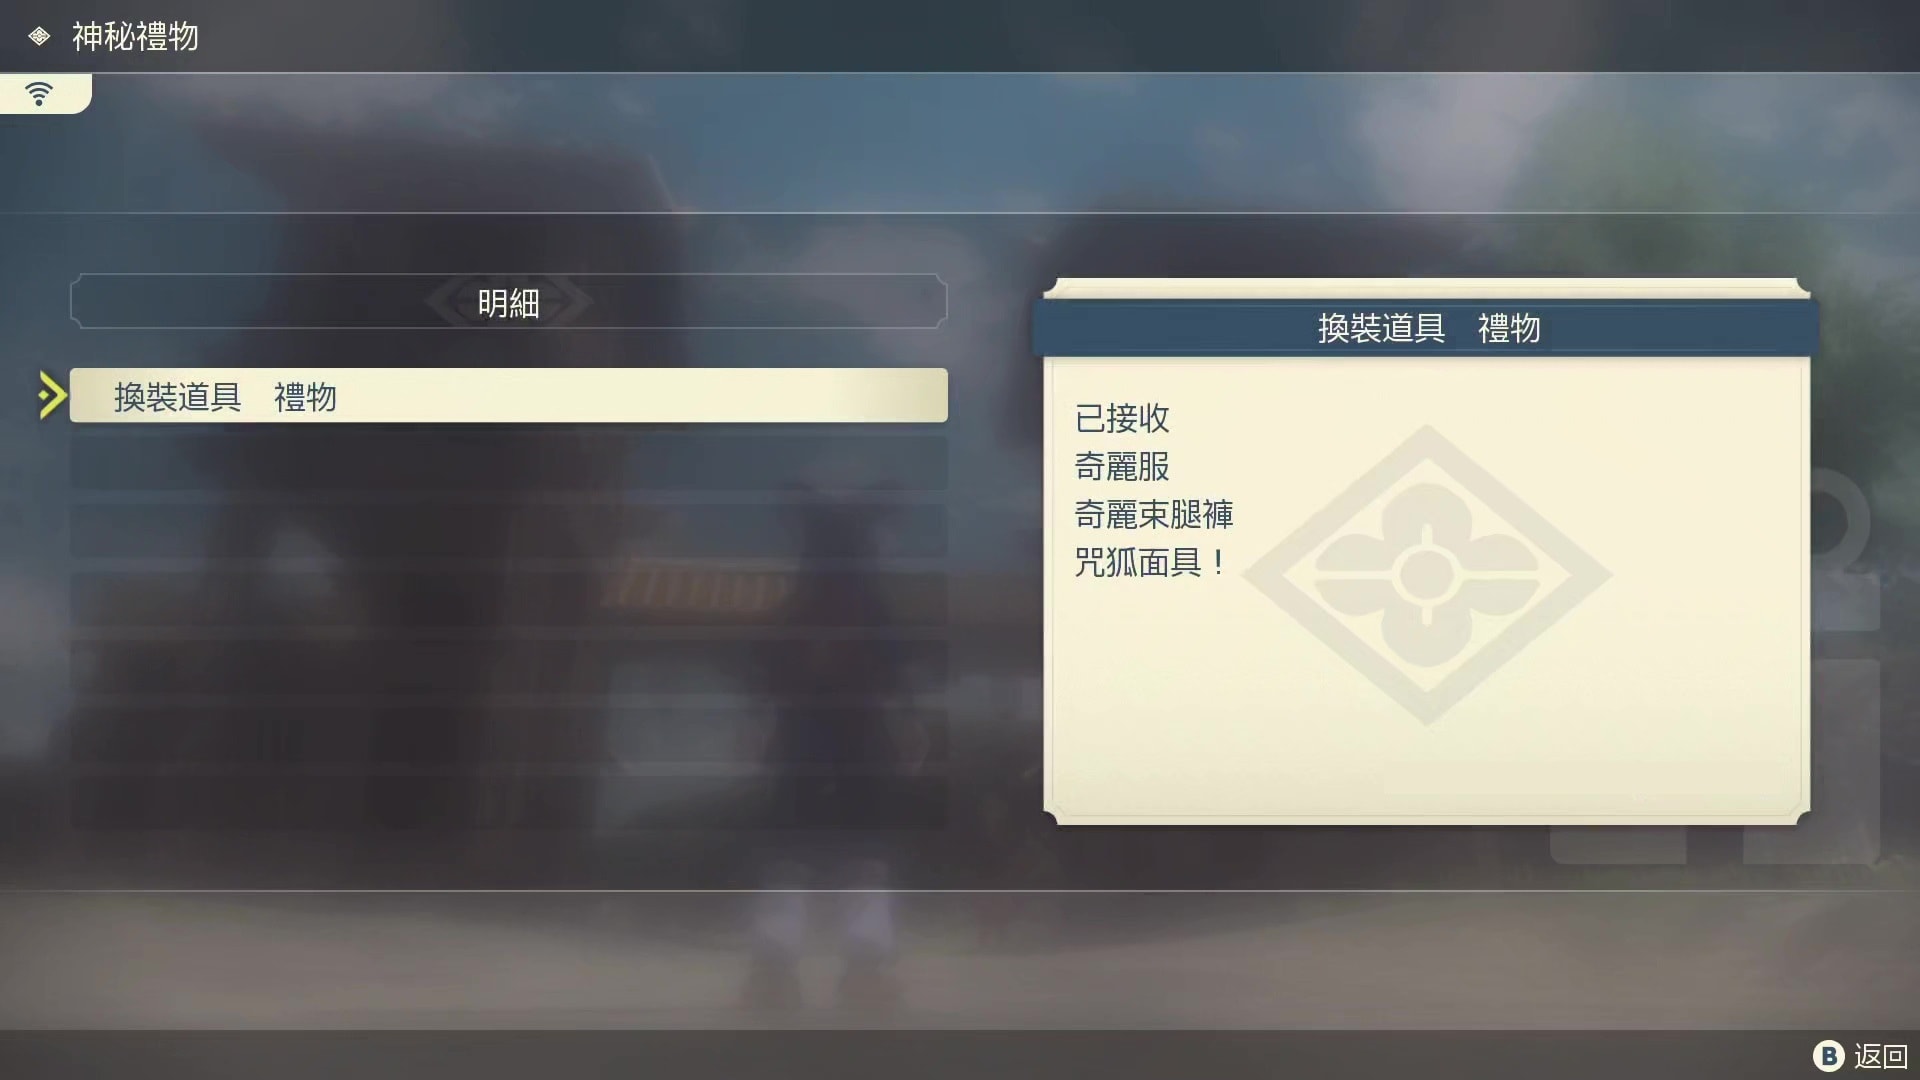 神秘禮物
明細
換裝道具　禮物
換裝道具　禮物
已接收
奇麗服
奇麗束腿褲
咒狐面具！
B 返回